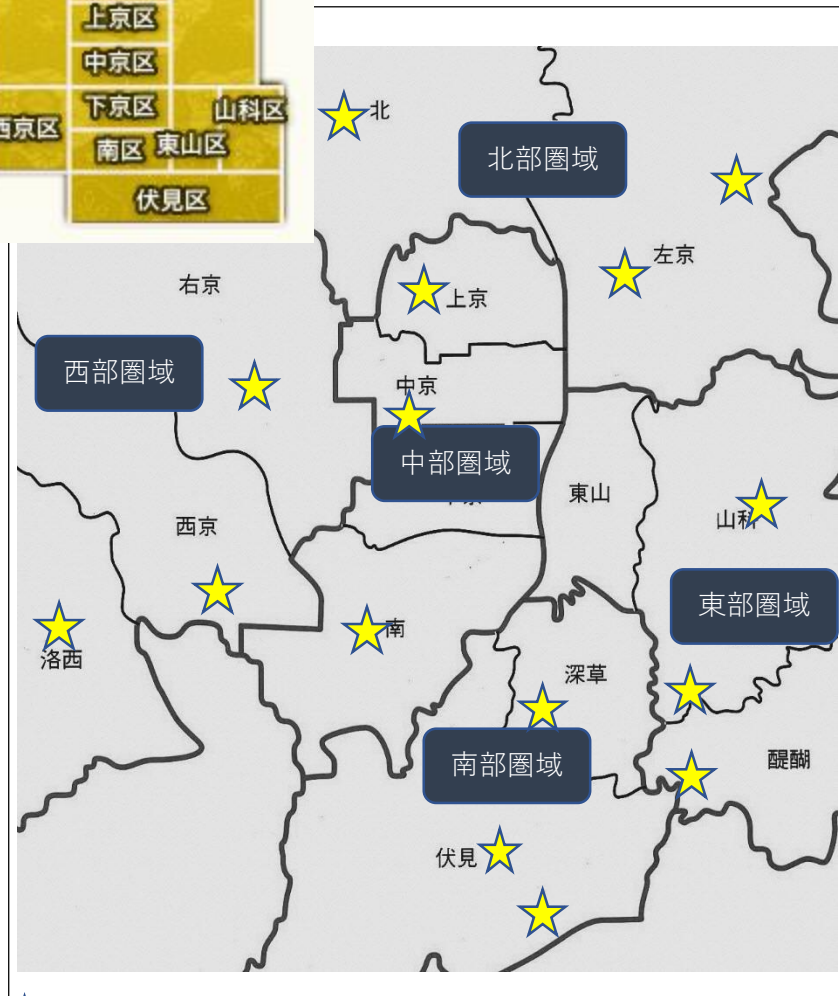 上京区
中京区
下京区
山科区
西京区
南区
東山区
伏見区
北
北部圏域
左京
右京
上京
西部圏域
中京
中部圏域
東山
山科
西京
東部圏域
洛西
南
深草
南部圏域
醍醐
伏見